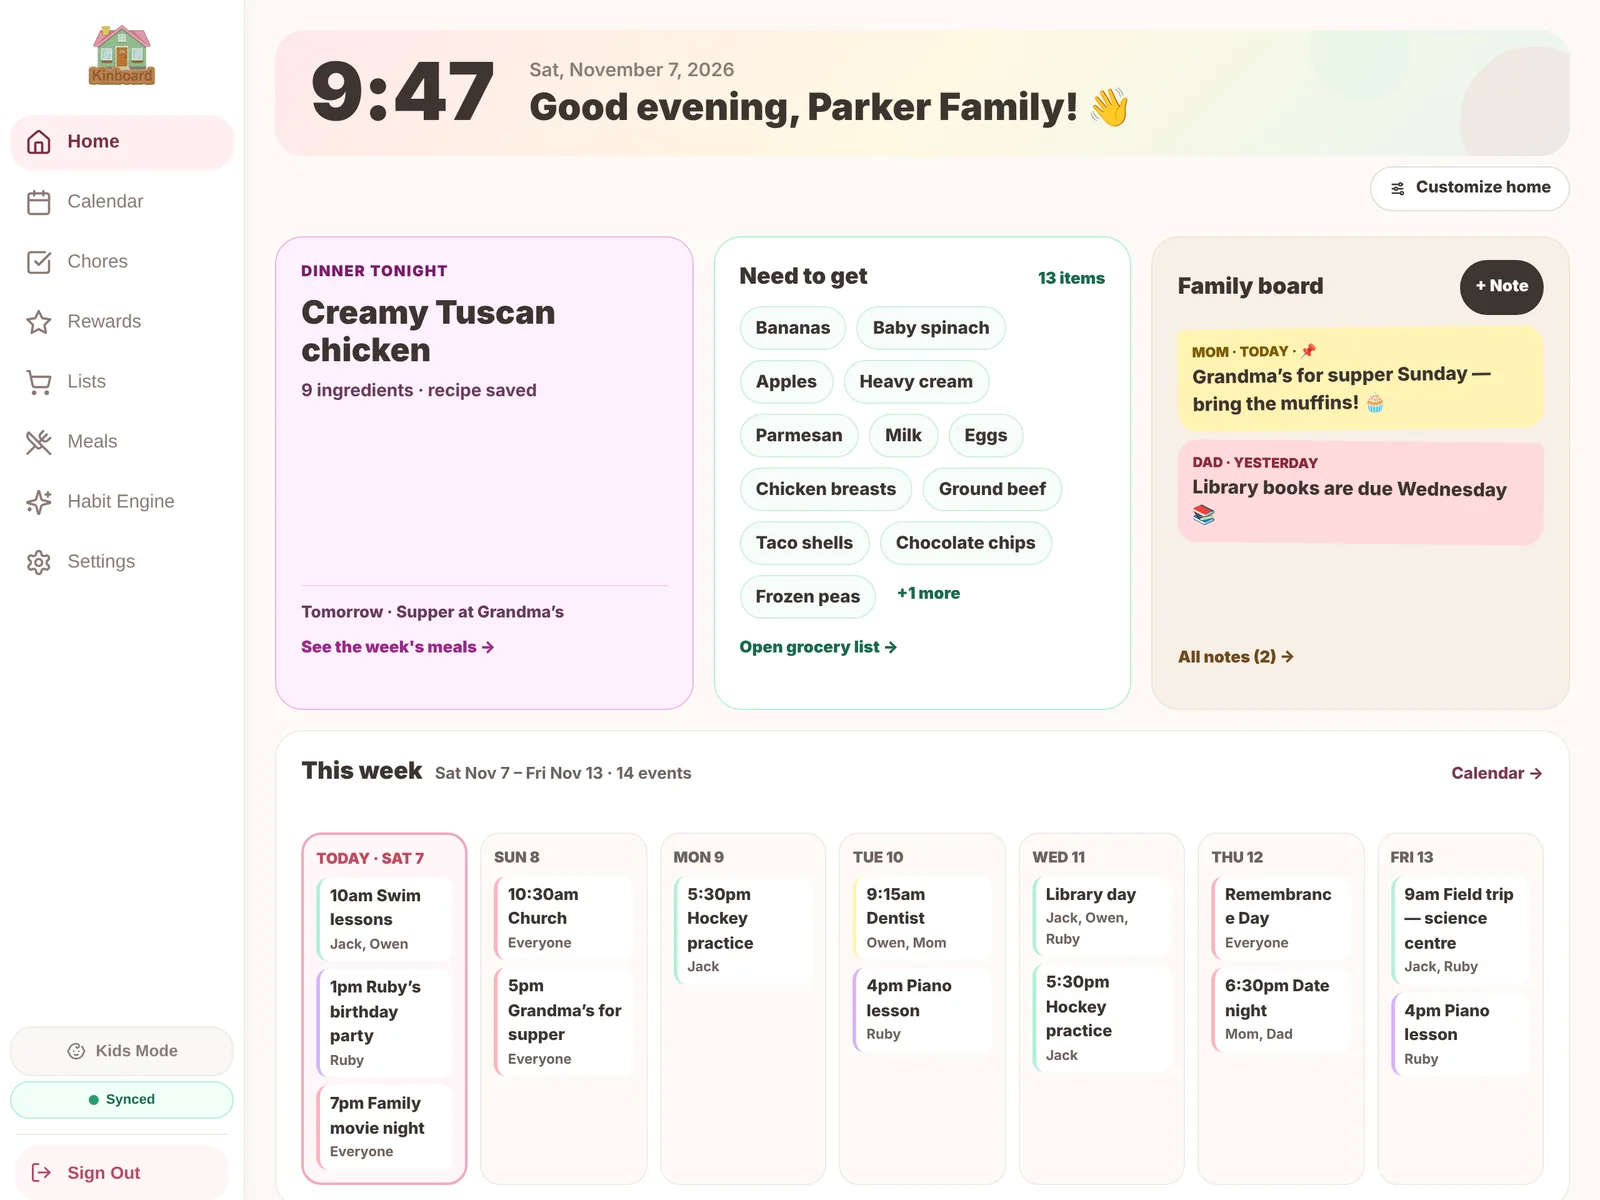 Kinboard
Home
Calendar
Chores
Rewards
Lists
Meals
Habit Engine
Settings
Kids Mode
Synced
Sign Out
9:47
Sat, November 7, 2026
Good evening, Parker Family! 👋
Customize home
DINNER TONIGHT
Creamy Tuscan
chicken
9 ingredients · recipe saved
Tomorrow · Supper at Grandma’s
See the week's meals →
Need to get
13 items
Bananas
Baby spinach
Apples
Heavy cream
Parmesan
Milk
Eggs
Chicken breasts
Ground beef
Taco shells
Chocolate chips
Frozen peas
+1 more
Open grocery list →
Family board
+ Note
MOM · TODAY · 📌
Grandma’s for supper Sunday —
bring the muffins! 🧁
DAD · YESTERDAY
Library books are due Wednesday
📚
All notes (2) →
This week
Sat Nov 7 – Fri Nov 13 · 14 events
Calendar →
TODAY · SAT 7
10am Swim
lessons
Jack, Owen
1pm Ruby’s
birthday
party
Ruby
7pm Family
movie night
Everyone
SUN 8
10:30am
Church
Everyone
5pm
Grandma’s for
supper
Everyone
MON 9
5:30pm
Hockey
practice
Jack
TUE 10
9:15am
Dentist
Owen, Mom
4pm Piano
lesson
Ruby
WED 11
Library day
Jack, Owen,
Ruby
5:30pm
Hockey
practice
Jack
THU 12
Remembranc
e Day
Everyone
6:30pm Date
night
Mom, Dad
FRI 13
9am Field trip
— science
centre
Jack, Ruby
4pm Piano
lesson
Ruby